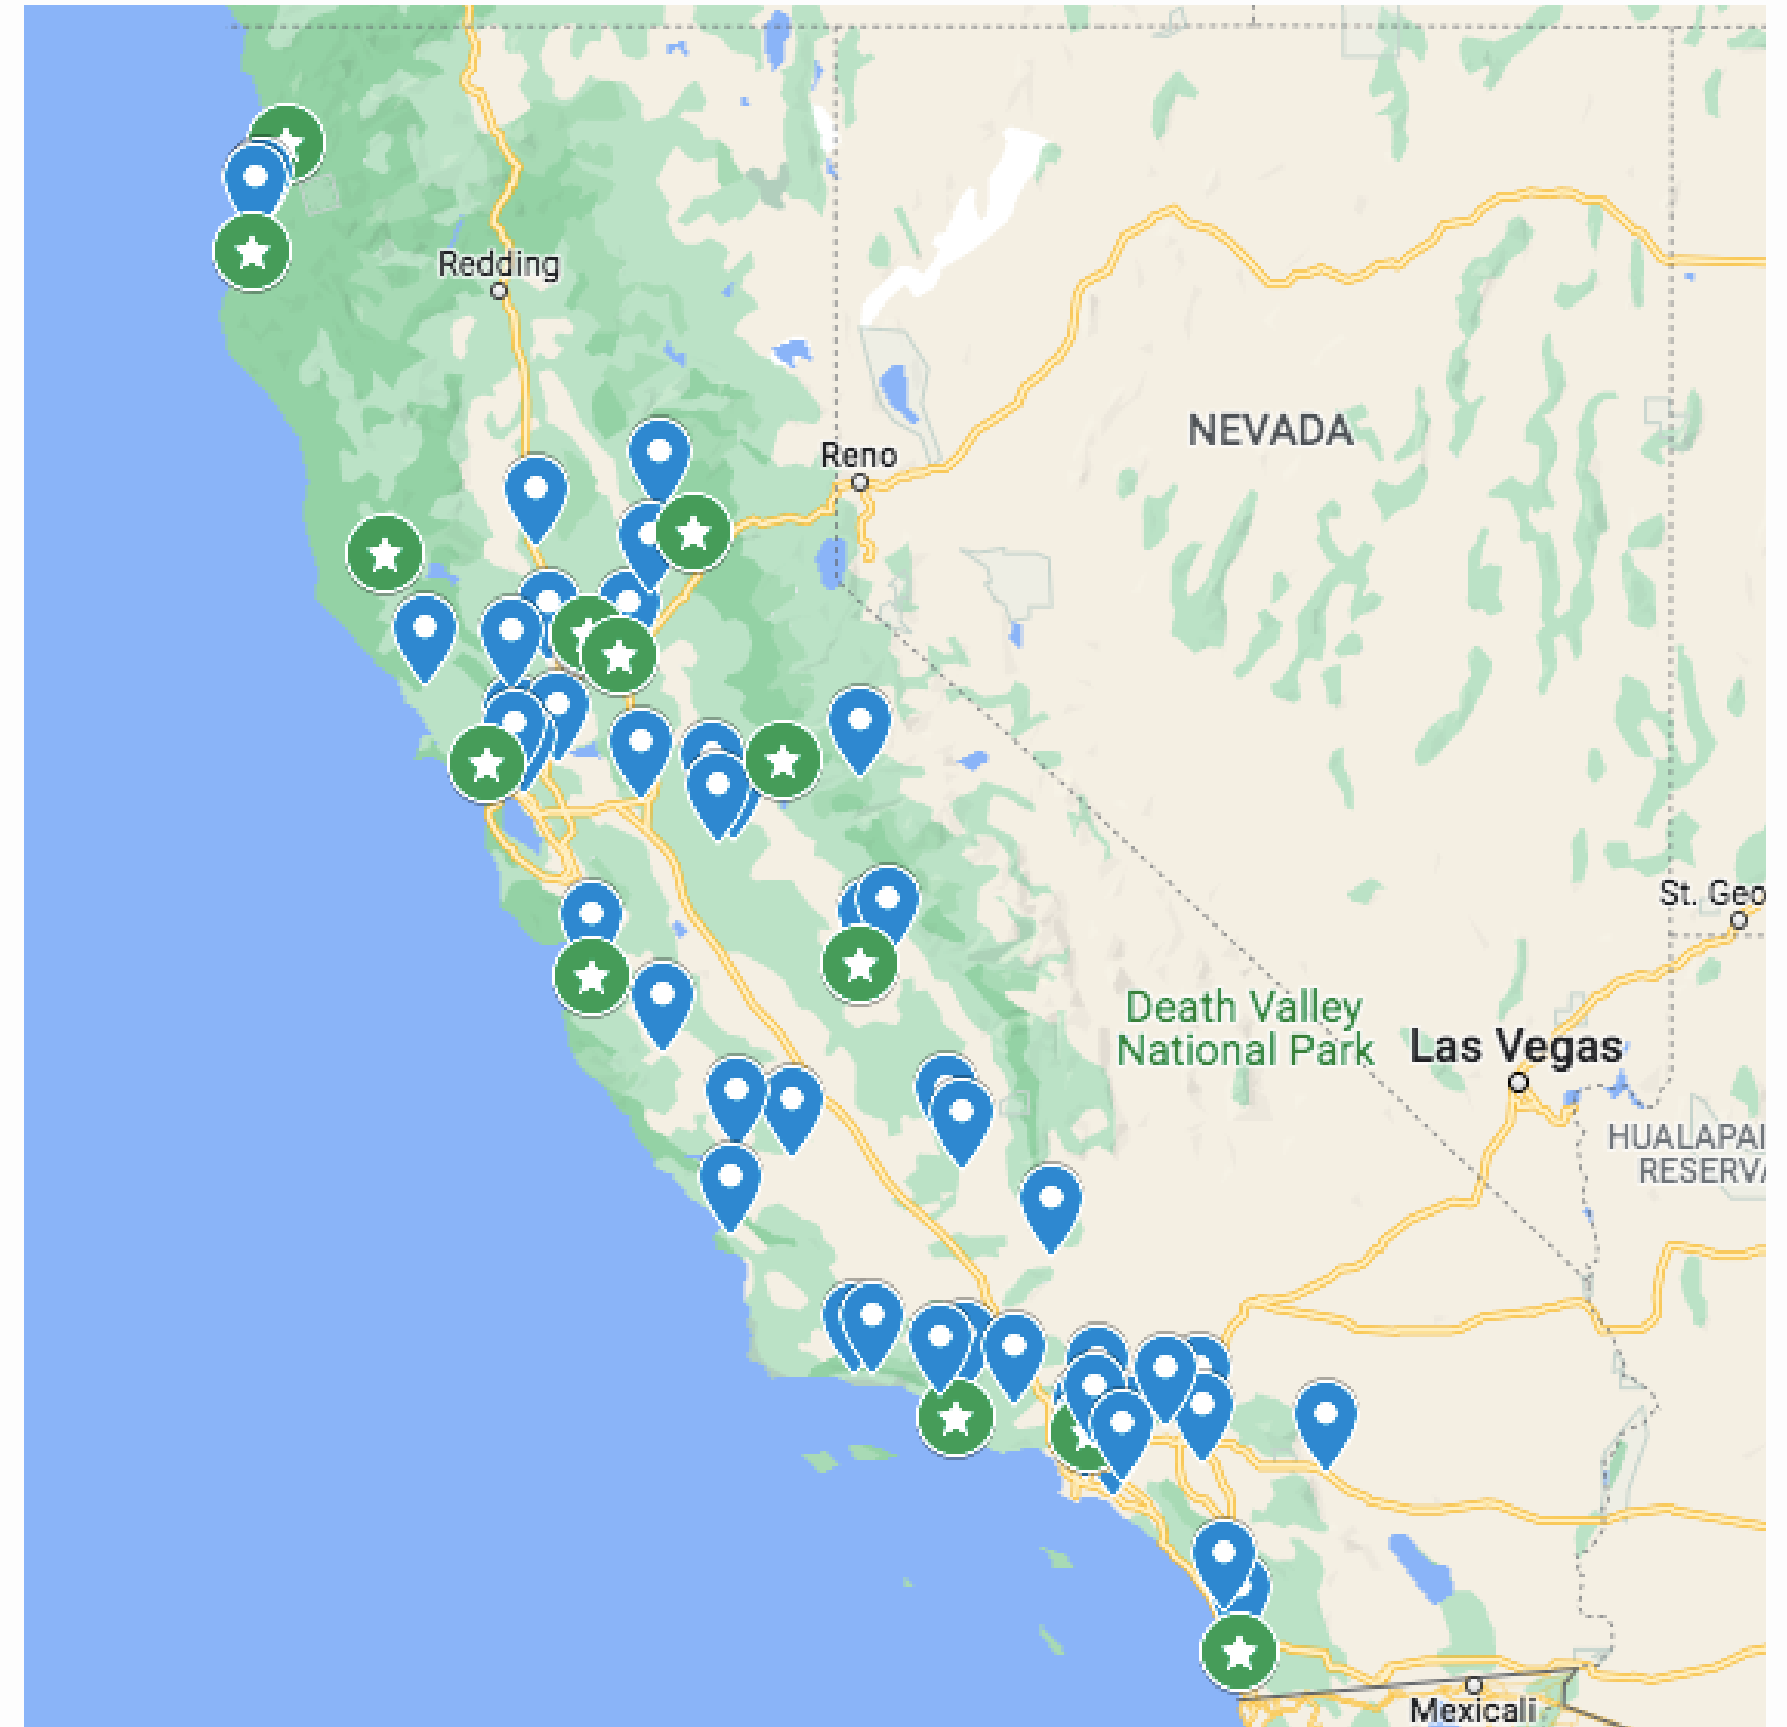 Redding
Reno
NEVADA
St. Geo
Death Valley
National Park
Las Vegas
HUALAPAI
RESERVA
Mexicali